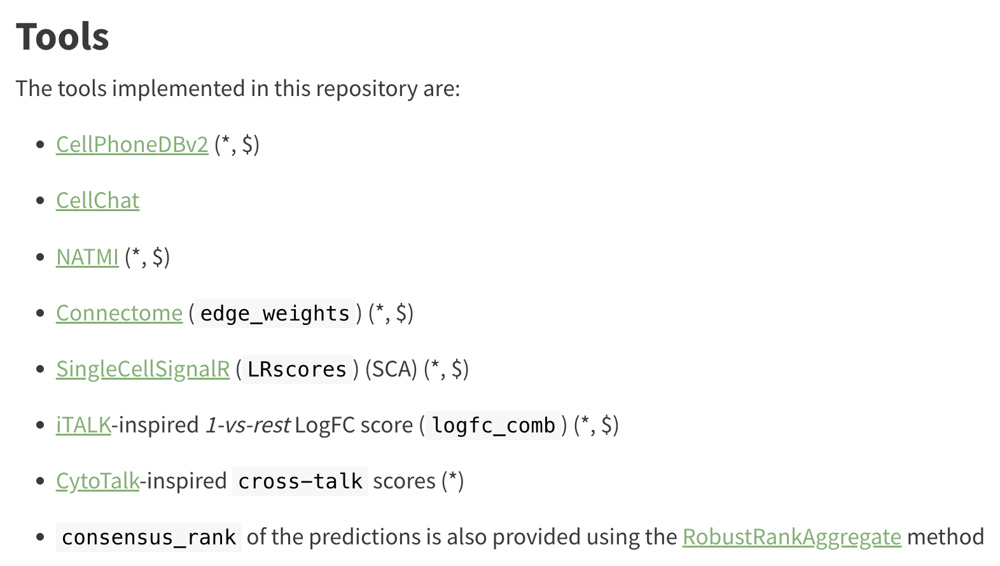 Tools
The tools implemented in this repository are:
• CellPhoneDBv2 (*, $)
• CellChat
• NATMI (*, $)
• Connectome (edge_weights) (*, $)
• SingleCellSignalR (LRscores) (SCA) (*, $)
• iTALK-inspired 1-vs-rest LogFC score (logfc_comb) (*, $)
• CytoTalk-inspired cross-talk scores (*)
• consensus_rank of the predictions is also provided using the RobustRankAggregate method